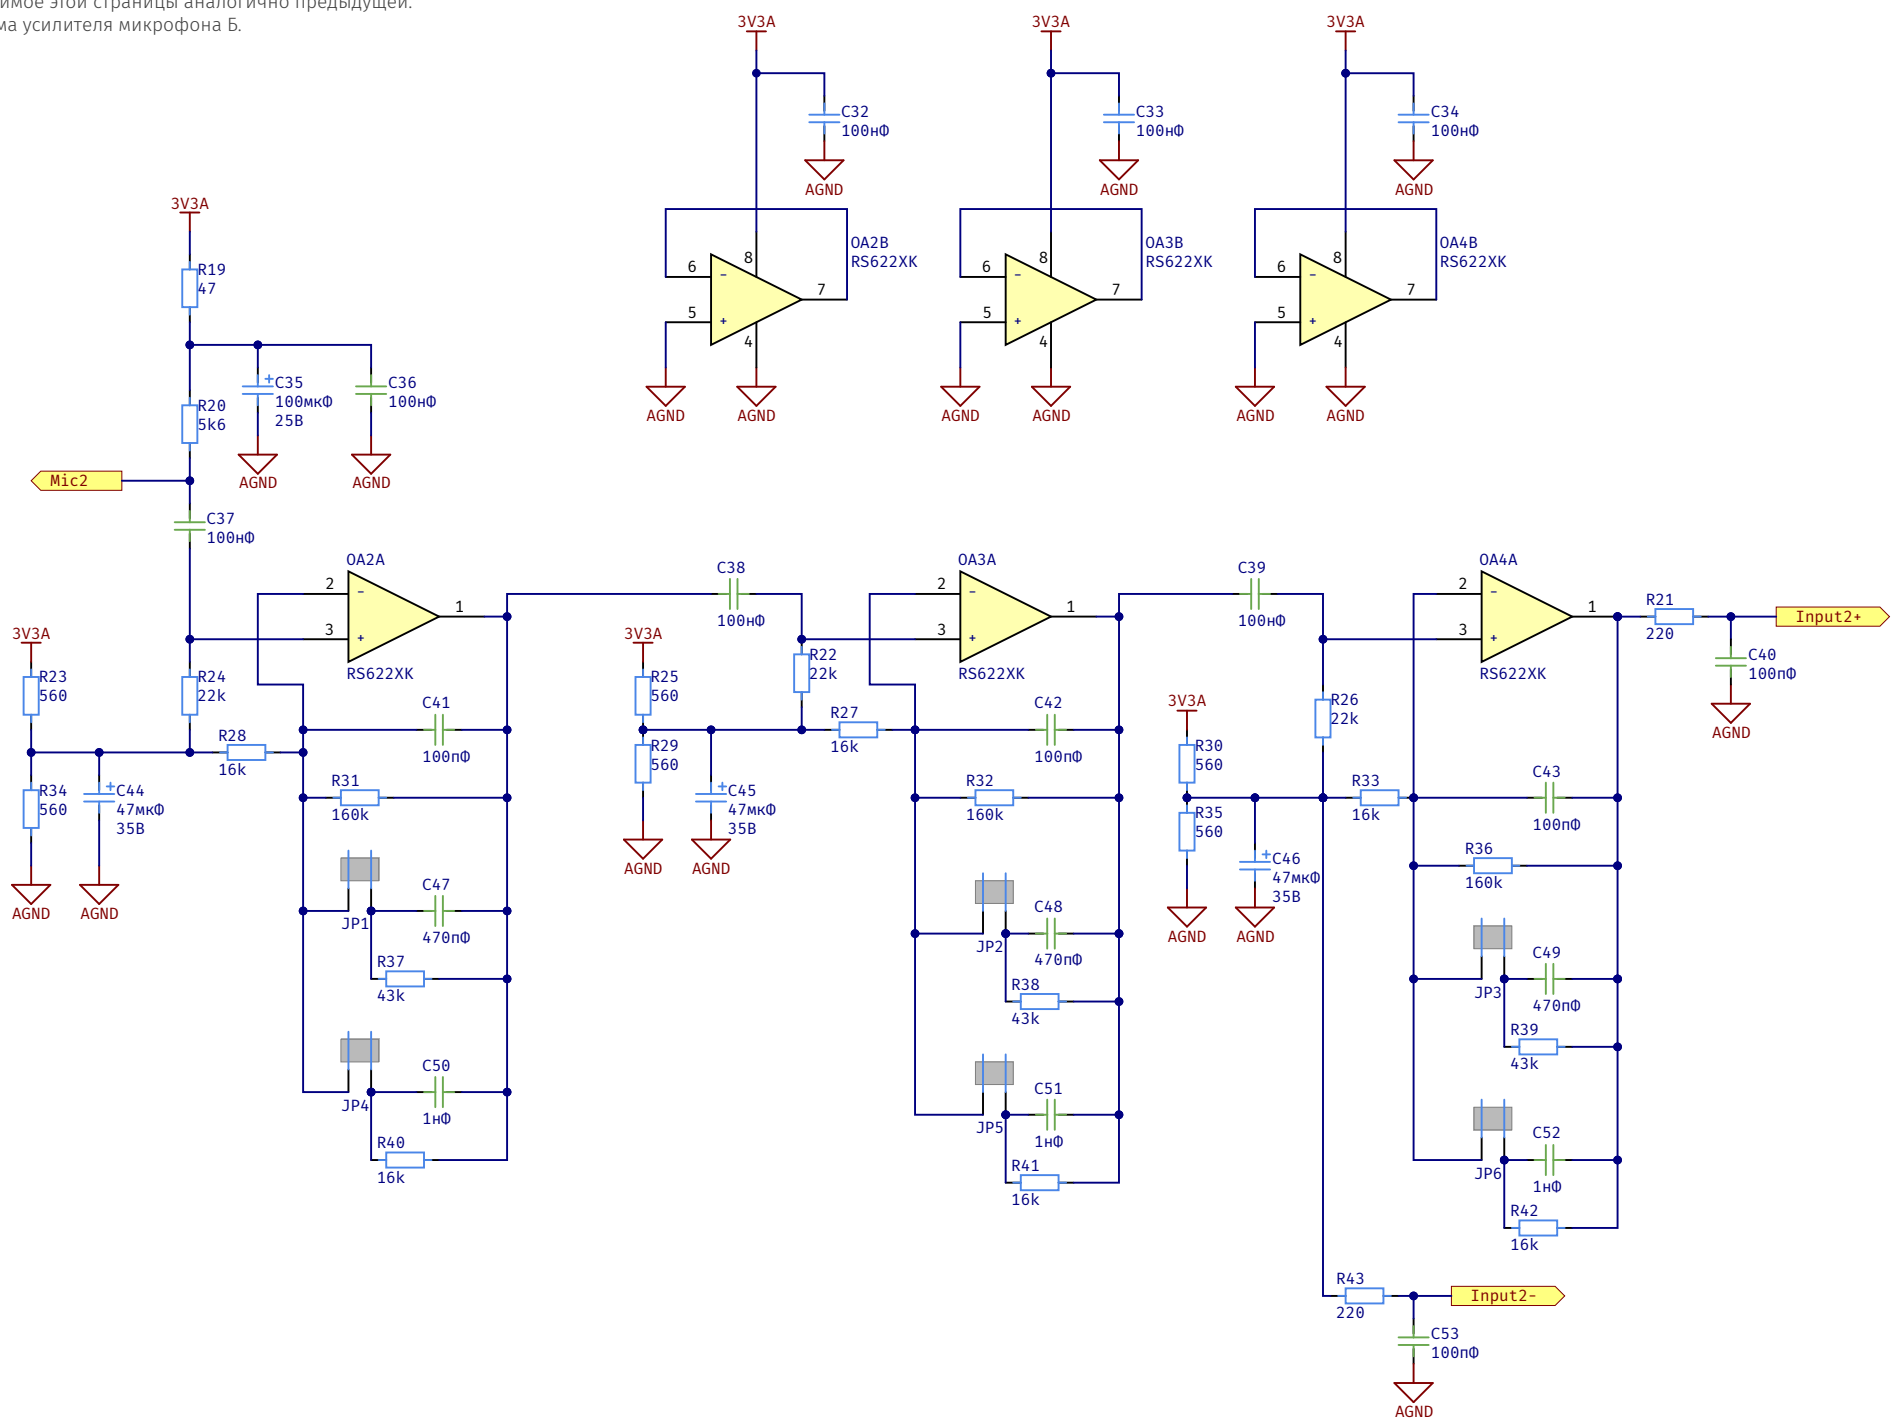 имое этой страницы аналогично предыдущей.
ма усилителя микрофона Б.
3V3A
3V3A
3V3A
C32
100нФ
C33
100нФ
C34
100нФ
AGND
AGND
AGND
3V3A
OA2B
RS622XK
OA3B
RS622XK
OA4B
RS622XK
8
6
-
7
5
+
4
8
6
-
7
5
+
4
8
6
-
7
5
+
4
R19
47
C35
100мкФ
25В
+
C36
100нФ
R20
5k6
AGND
AGND
AGND
AGND
AGND
AGND
AGND
AGND
Mic2
C37
100нФ
OA2A
2
-
1
3
+
RS622XK
C38
100нФ
OA3A
2
-
1
3
+
RS622XK
C39
100нФ
OA4A
2
-
1
3
+
RS622XK
R21
220
Input2+
C40
100пФ
AGND
3V3A
R23
560
R24
22k
R28
16k
R34
560
+
C44
47мкФ
35В
AGND
AGND
C41
100пФ
R31
160k
JP1
C47
470пФ
R37
43k
JP4
C50
1нФ
R40
16k
3V3A
R25
560
R22
22k
R27
16k
R29
560
+
C45
47мкФ
35В
AGND
AGND
C42
100пФ
R32
160k
JP2
C48
470пФ
R38
43k
JP5
C51
1нФ
R41
16k
3V3A
R30
560
R26
22k
R33
16k
R35
560
+
C46
47мкФ
35В
AGND
AGND
C43
100пФ
R36
160k
JP3
C49
470пФ
R39
43k
JP6
C52
1нФ
R42
16k
R43
220
Input2-
C53
100пФ
AGND